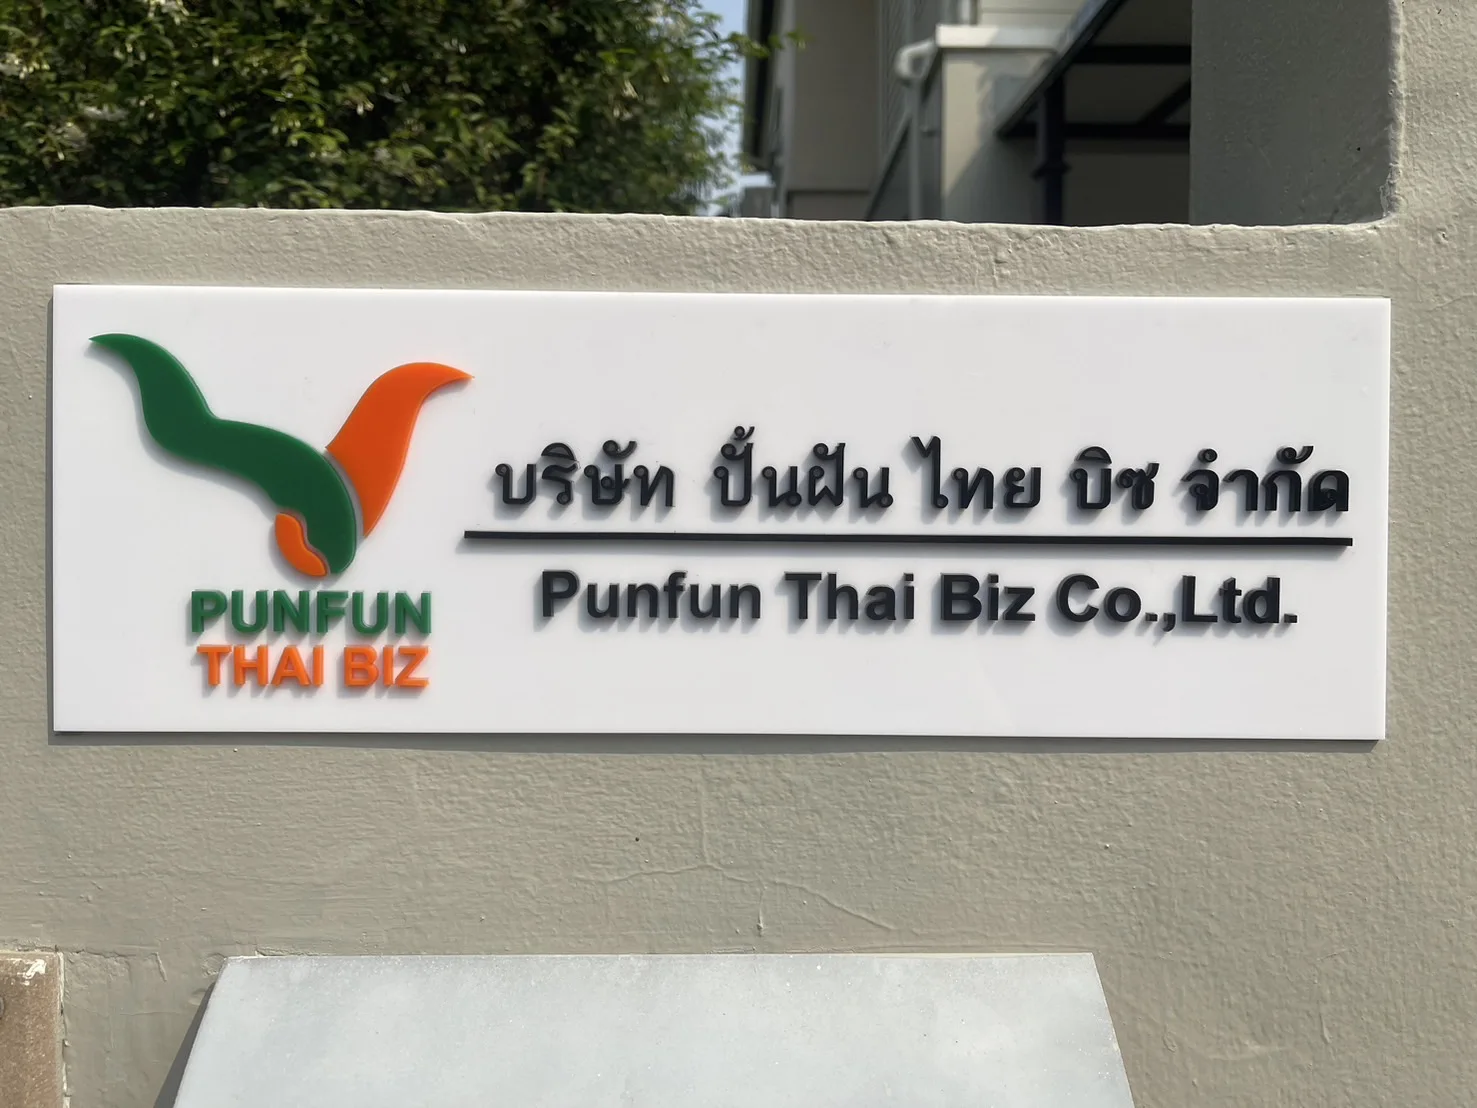 PUNFUN
THAI BIZ
บริษัท ปั้นฝัน ไทย บิซ จำกัด
Punfun Thai Biz Co.,Ltd.